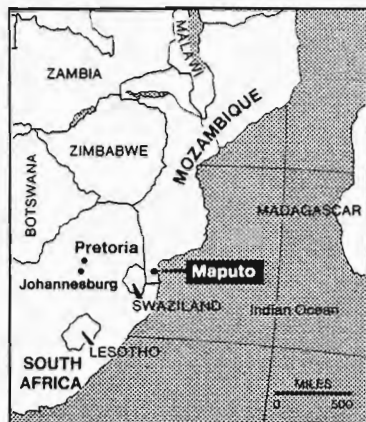 MALAWI
ZAMBIA
MOZAMBIQUE
ZIMBABWE
BOTSWANA
MADAGASCAR
Pretoria
Maputo
Johannesburg
SWAZILAND
Indian Ocean
LESOTHO
SOUTH
AFRICA
MILES
0 500